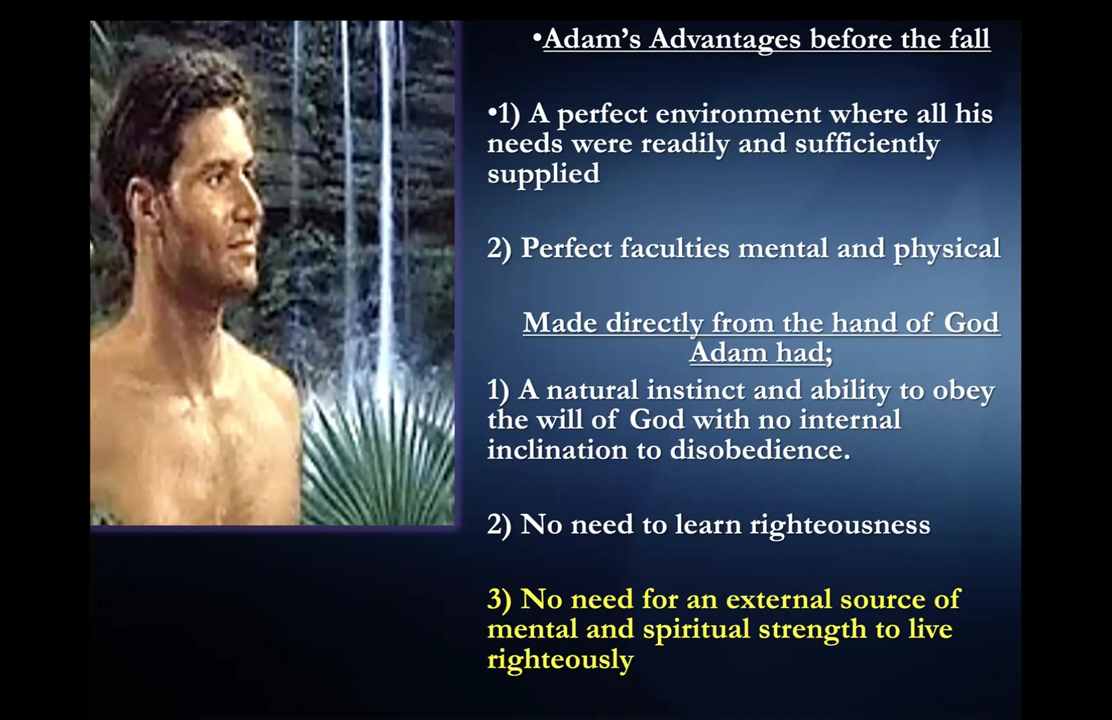 •Adam's Advantages before the fall
•1) A perfect environment where all his
needs were readily and sufficiently
supplied
2) Perfect faculties mental and physical
Made directly from the hand of God
Adam had;
1) A natural instinct and ability to obey
the will of God with no internal
inclination to disobedience.
2) No need to learn righteousness
3) No need for an external source of
mental and spiritual strength to live
righteously